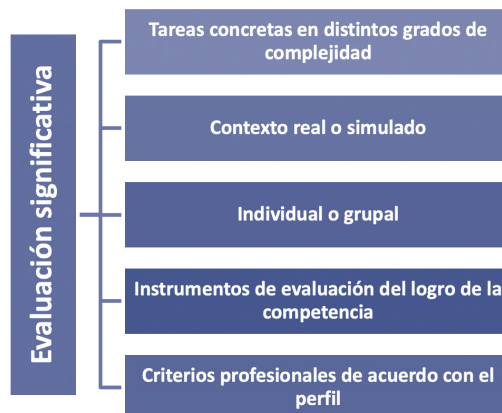 Evaluación significativa
Tareas concretas en distintos grados de
complejidad
Contexto real o simulado
Individual o grupal
Instrumentos de evaluación del logro de la
competencia
Criterios profesionales de acuerdo con el
perfil